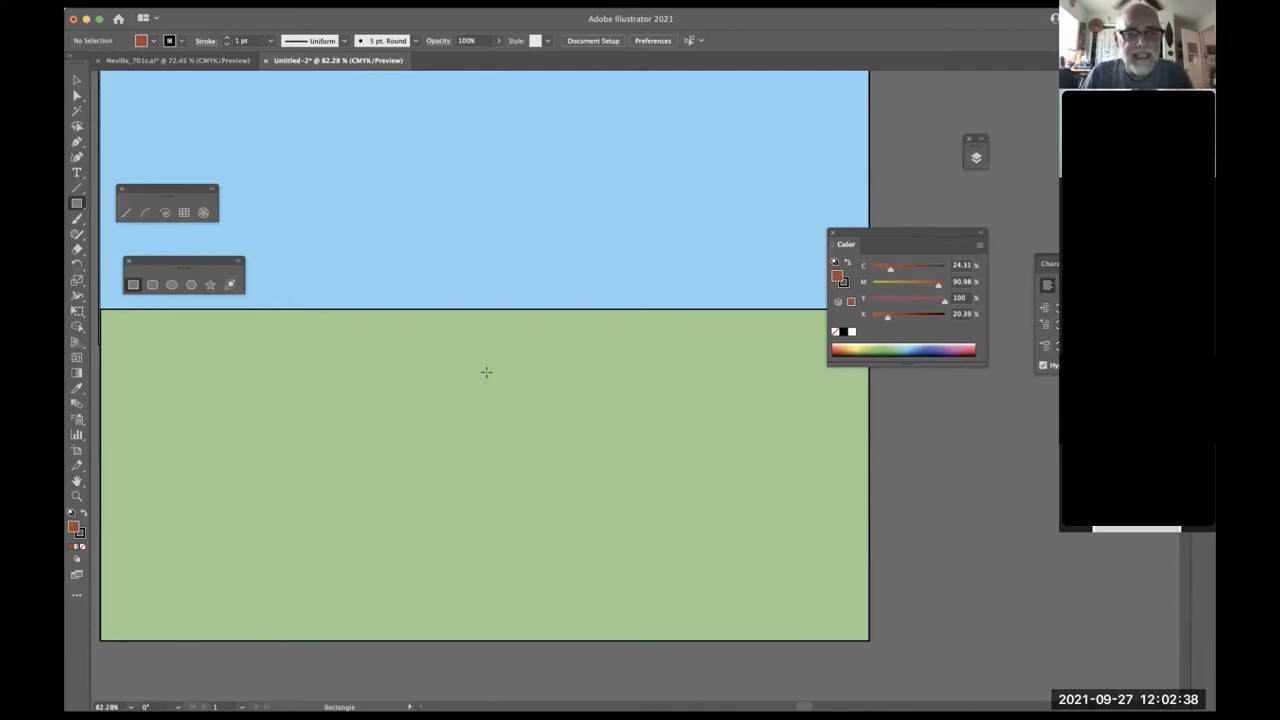 Adobe Illustrator 2021
No Selection
Stroke:
1 pt
Uniform
5 pt. Round
Opacity:
100%
Style:
Document Setup
Preferences
× Neville_701c.ai* @ 72.45 % (CMYK/Preview)
× Untitled-2* @ 82.28 % (CMYK/Preview)
Color
C 24.31 %
M 90.98 %
Y 100 %
K 20.39 %
Chara
Hy
82.28%
0°
1
Rectangle
2021-09-27 12:02:38